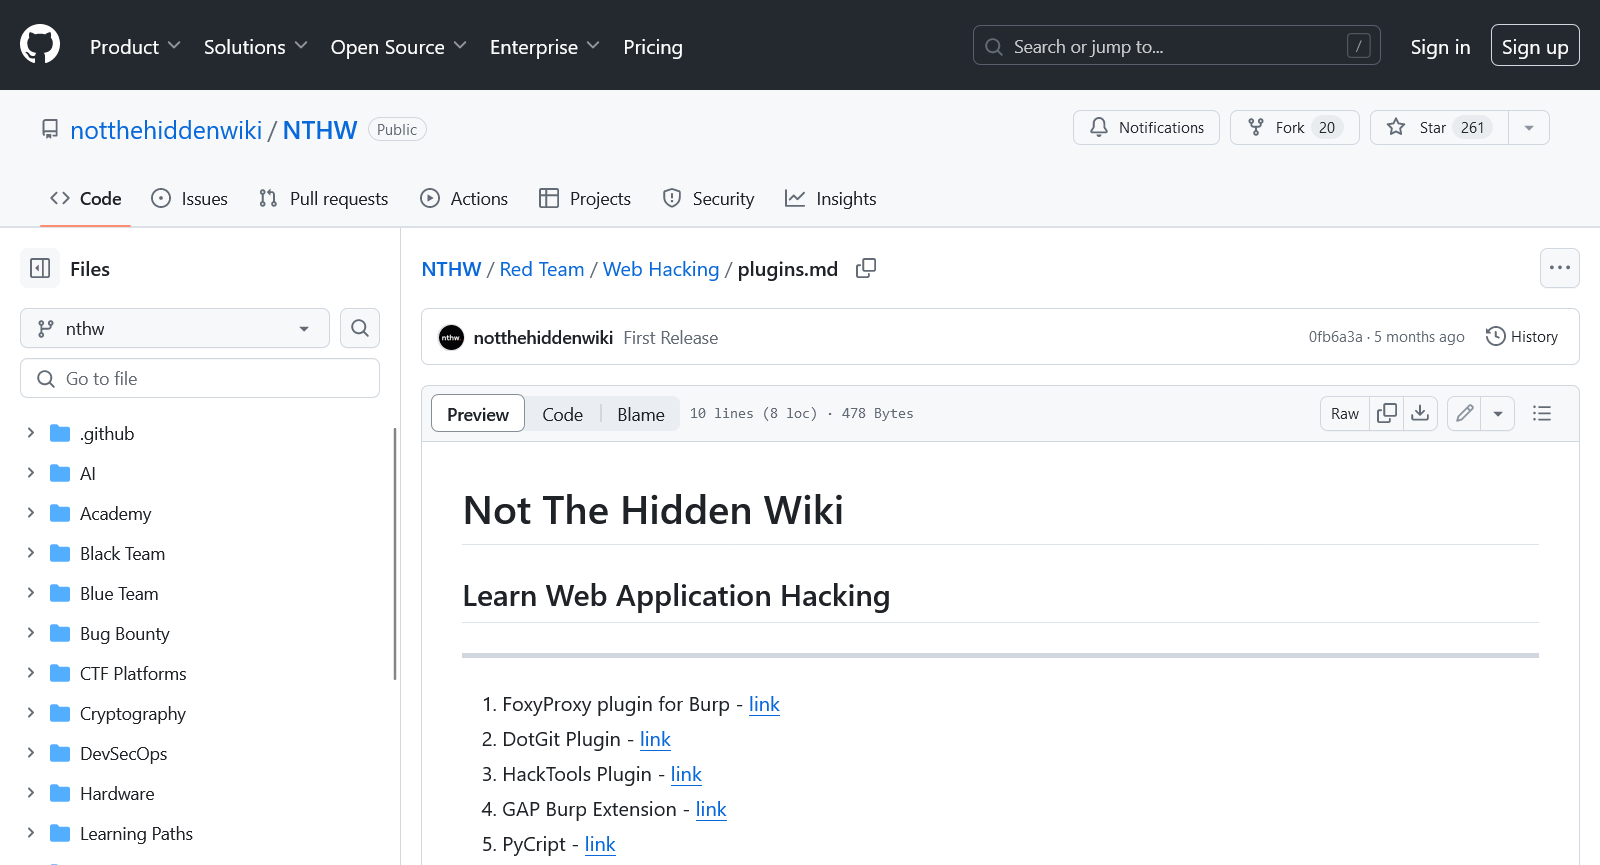 Product Solutions Open Source Enterprise Pricing Search or jump to... / Sign in Sign up
notthehiddenwiki / NTHW Public Notifications Fork 20 Star 261
Code Issues Pull requests Actions Projects Security Insights
Files
nthw
Go to file
.github
AI
Academy
Black Team
Blue Team
Bug Bounty
CTF Platforms
Cryptography
DevSecOps
Hardware
Learning Paths
NTHW / Red Team / Web Hacking / plugins.md
nthw. notthehiddenwiki First Release 0fb6a3a · 5 months ago History
Preview Code Blame 10 lines (8 loc) · 478 Bytes Raw
Not The Hidden Wiki
Learn Web Application Hacking
1. FoxyProxy plugin for Burp - link
2. DotGit Plugin - link
3. HackTools Plugin - link
4. GAP Burp Extension - link
5. PyCript - link